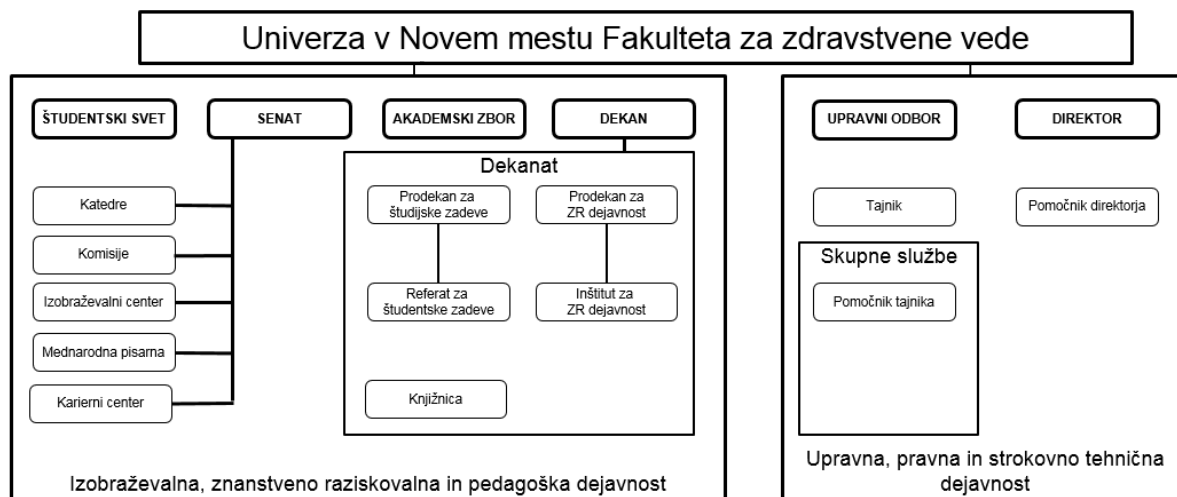 Univerza v Novem mestu Fakulteta za zdravstvene vede
ŠTUDENTSKI SVET
SENAT
AKADEMSKI ZBOR
DEKAN
Katedre
Komisije
Izobraževalni center
Mednarodna pisarna
Karierni center
Dekanat
Prodekan za
študijske zadeve
Prodekan za
ZR dejavnost
Referat za
študentske zadeve
Inštitut za
ZR dejavnost
Knjižnica
Izobraževalna, znanstveno raziskovalna in pedagoška dejavnost
UPRAVNI ODBOR
DIREKTOR
Tajnik
Pomočnik direktorja
Skupne službe
Pomočnik tajnika
Upravna, pravna in strokovno tehnična
dejavnost